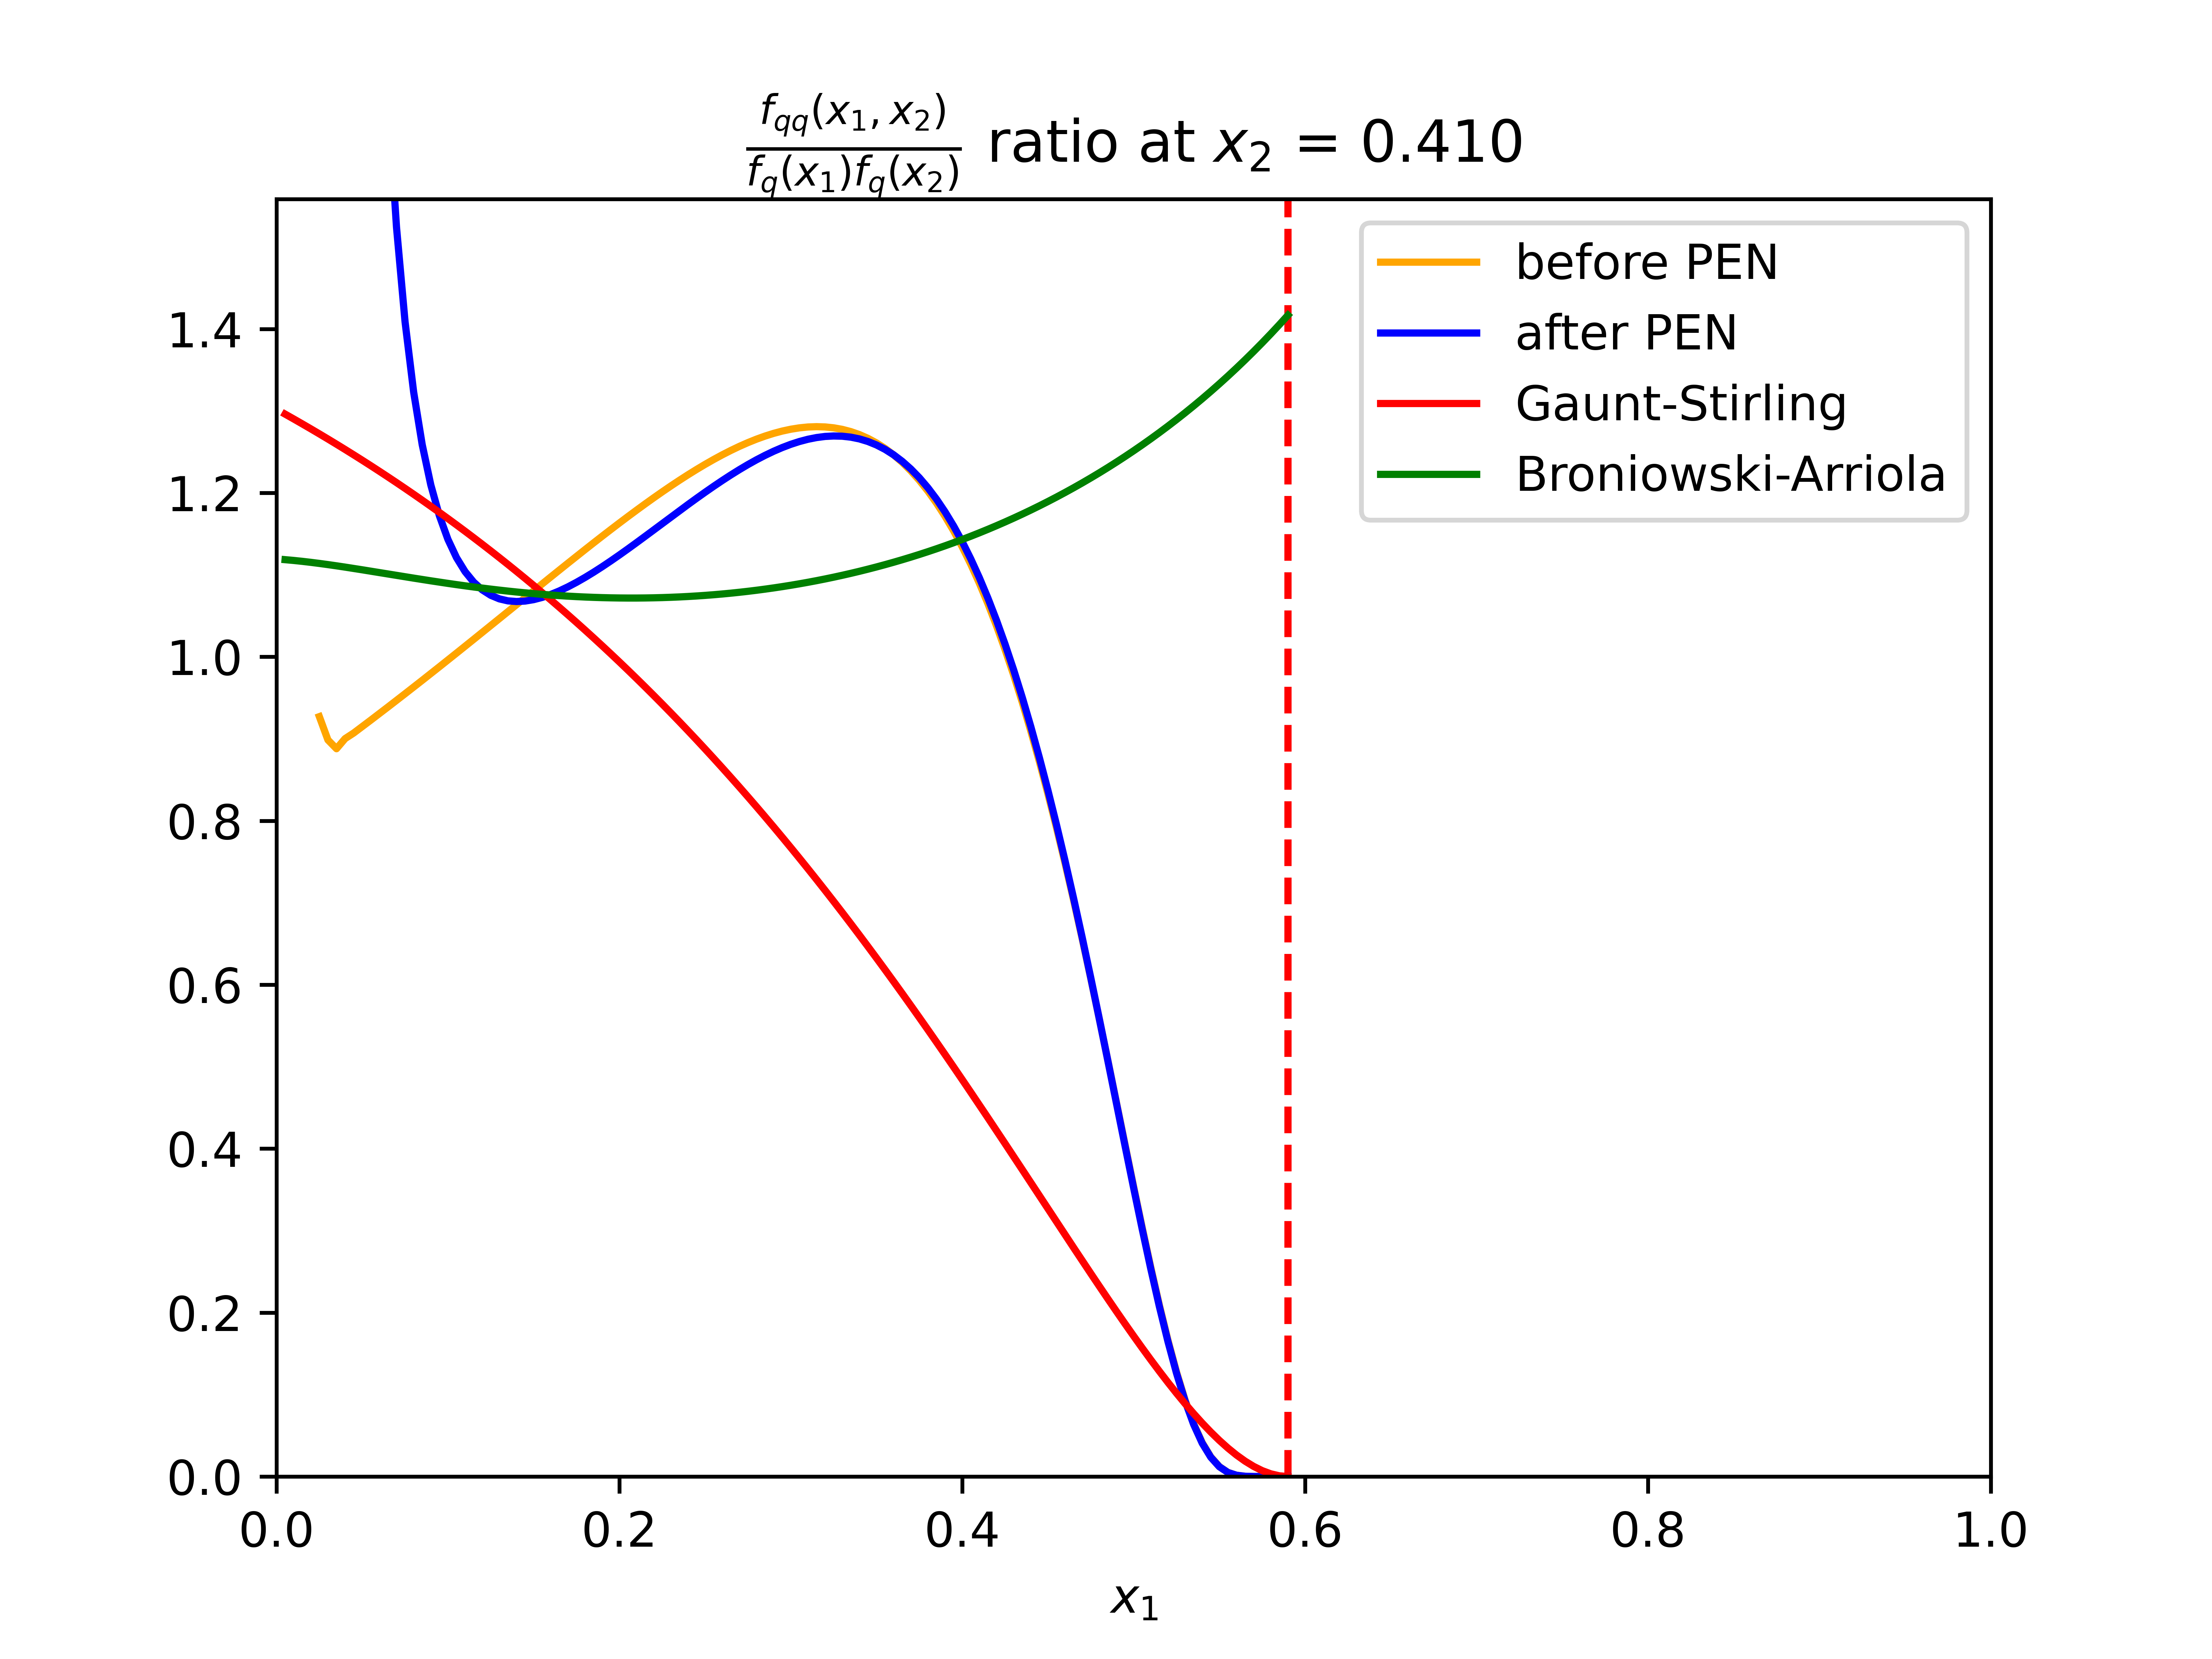 f_qq(x_1, x_2)
f_q(x_1)f_q(x_2)
ratio at x_2 = 0.410
before PEN
after PEN
Gaunt-Stirling
Broniowski-Arriola
1.4
1.2
1.0
0.8
0.6
0.4
0.2
0.0
0.0 0.2 0.4 0.6 0.8 1.0
x_1